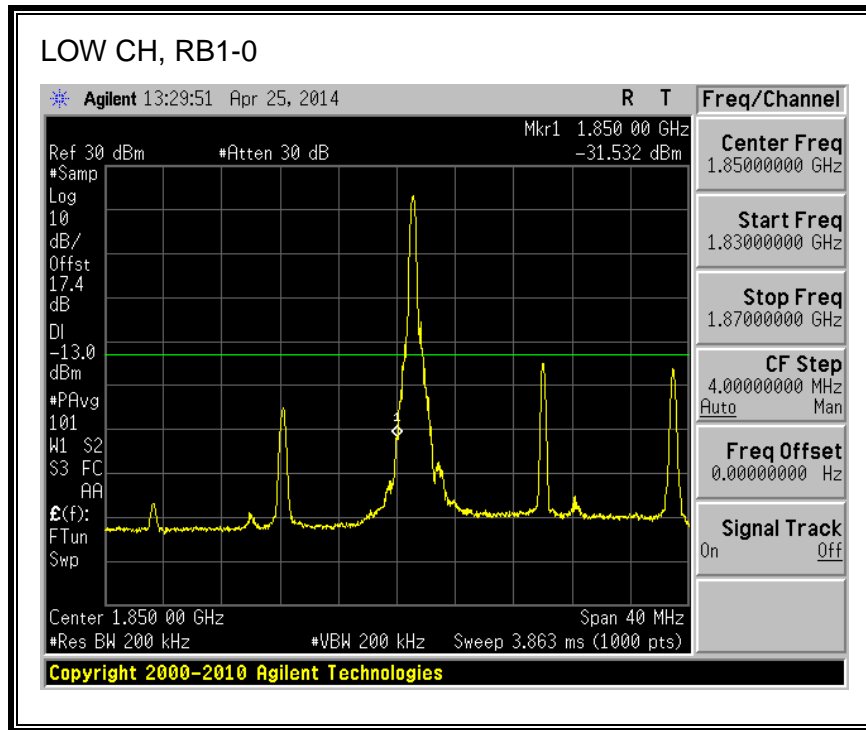 LOW CH, RB1-0
Agilent 13:29:51 Apr 25, 2014 R T
Freq/Channel
Mkr1 1.850 00 GHz
Ref 30 dBm #Atten 30 dB -31.532 dBm
#Samp
Log
10
dB/
Offst
17.4
dB
DI
-13.0
dBm
#PAvg
101
W1 S2
S3 FC
AA
£(f):
FTun
Swp
1
Center 1.850 00 GHz Span 40 MHz
#Res BW 200 kHz #VBW 200 kHz Sweep 3.863 ms (1000 pts)
Center Freq
1.85000000 GHz
Start Freq
1.83000000 GHz
Stop Freq
1.87000000 GHz
CF Step
4.00000000 MHz
Auto Man
Freq Offset
0.00000000 Hz
Signal Track
On Off
Copyright 2000-2010 Agilent Technologies